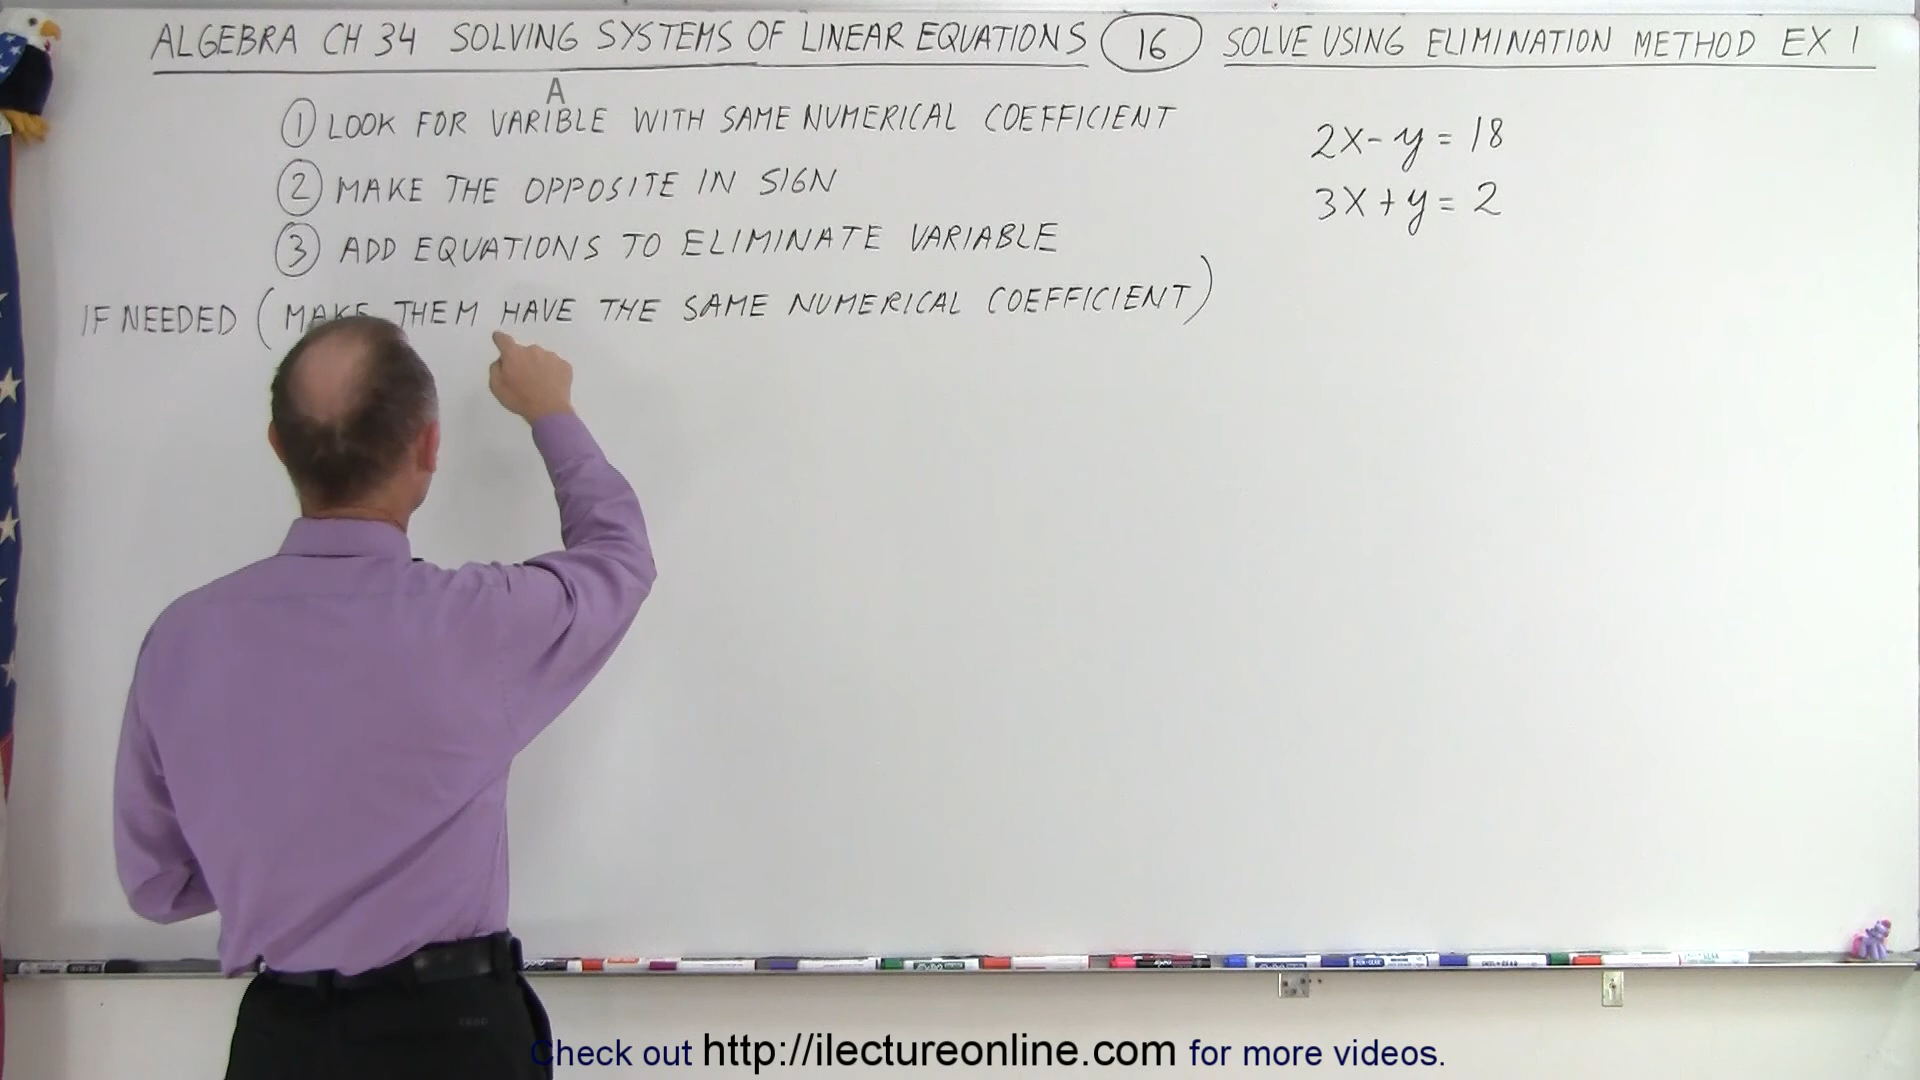 ALGEBRA CH 34 SOLVING SYSTEMS OF LINEAR EQUATIONS 16 SOLVE USING ELIMINATION METHOD EX 1
A
① LOOK FOR VARIBLE WITH SAME NUMERICAL COEFFICIENT
② MAKE THE OPPOSITE IN SIGN
③ ADD EQUATIONS TO ELIMINATE VARIABLE
IF NEEDED (MAKE THEM HAVE THE SAME NUMERICAL COEFFICIENT)
2X - y = 18
3X + y = 2
Check out http://ilectureonline.com for more videos.